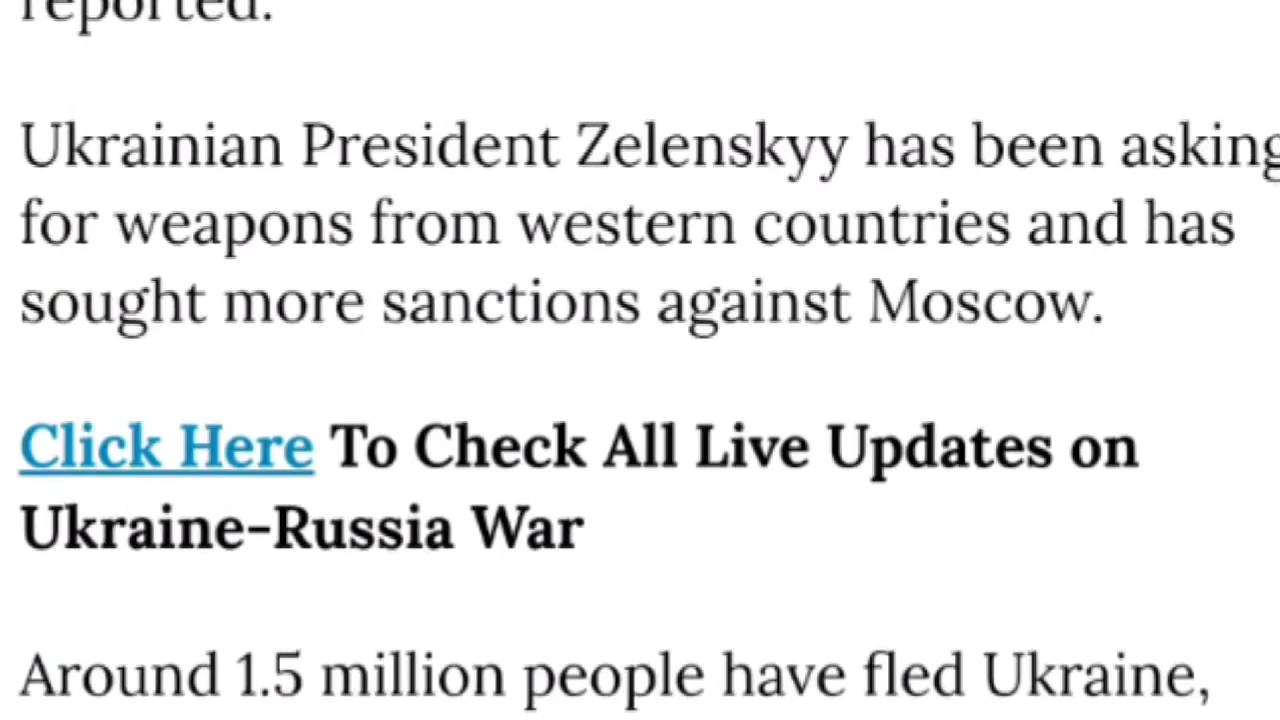 reported.
Ukrainian President Zelenskyy has been asking
for weapons from western countries and has
sought more sanctions against Moscow.
Click Here To Check All Live Updates on
Ukraine-Russia War
Around 1.5 million people have fled Ukraine,